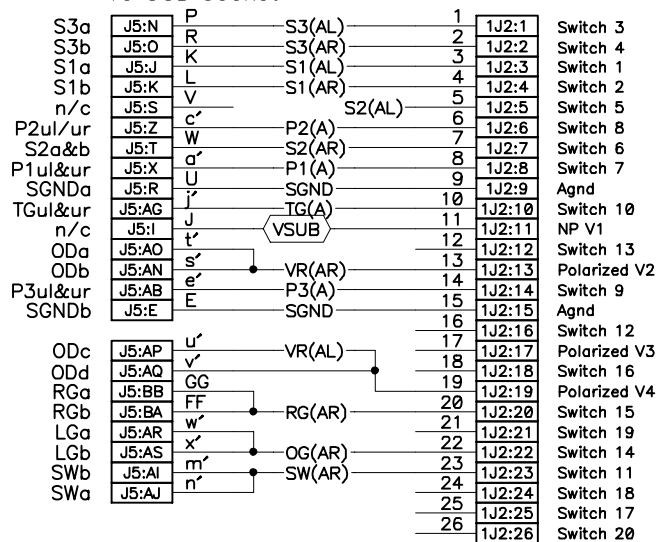 S3a J5:N P S3(AL) 1 1J2:1 Switch 3
S3b J5:O R S3(AR) 2 1J2:2 Switch 4
S1a J5:J K S1(AL) 3 1J2:3 Switch 1
S1b J5:K L S1(AR) 4 1J2:4 Switch 2
n/c J5:S V S2(AL) 5 1J2:5 Switch 5
P2ul/ur J5:Z c´ P2(A) 6 1J2:6 Switch 8
S2a&b J5:T W S2(AR) 7 1J2:7 Switch 6
P1ul&ur J5:X a´ P1(A) 8 1J2:8 Switch 7
SGNDa J5:R U SGND 9 1J2:9 Agnd
TGul&ur J5:AG j´ TG(A) 10 1J2:10 Switch 10
n/c J5:I J VSUB 11 1J2:11 NP V1
ODa J5:AO t´ 12 1J2:12 Switch 13
ODb J5:AN s´ VR(AR) 13 1J2:13 Polarized V2
P3ul&ur J5:AB e´ P3(A) 14 1J2:14 Switch 9
SGNDb J5:E E SGND 15 1J2:15 Agnd
16 1J2:16 Switch 12
ODc J5:AP u´ VR(AL) 17 1J2:17 Polarized V3
ODd J5:AQ v´ 18 1J2:18 Switch 16
RGa J5:BB GG 19 1J2:19 Polarized V4
RGb J5:BA FF RG(AR) 20 1J2:20 Switch 15
LGa J5:AR w´ 21 1J2:21 Switch 19
LGb J5:AS x´ OG(AR) 22 1J2:22 Switch 14
SWb J5:AI m´ SW(AR) 23 1J2:23 Switch 11
SWa J5:AJ n´ 24 1J2:24 Switch 18
25 1J2:25 Switch 17
26 1J2:26 Switch 20